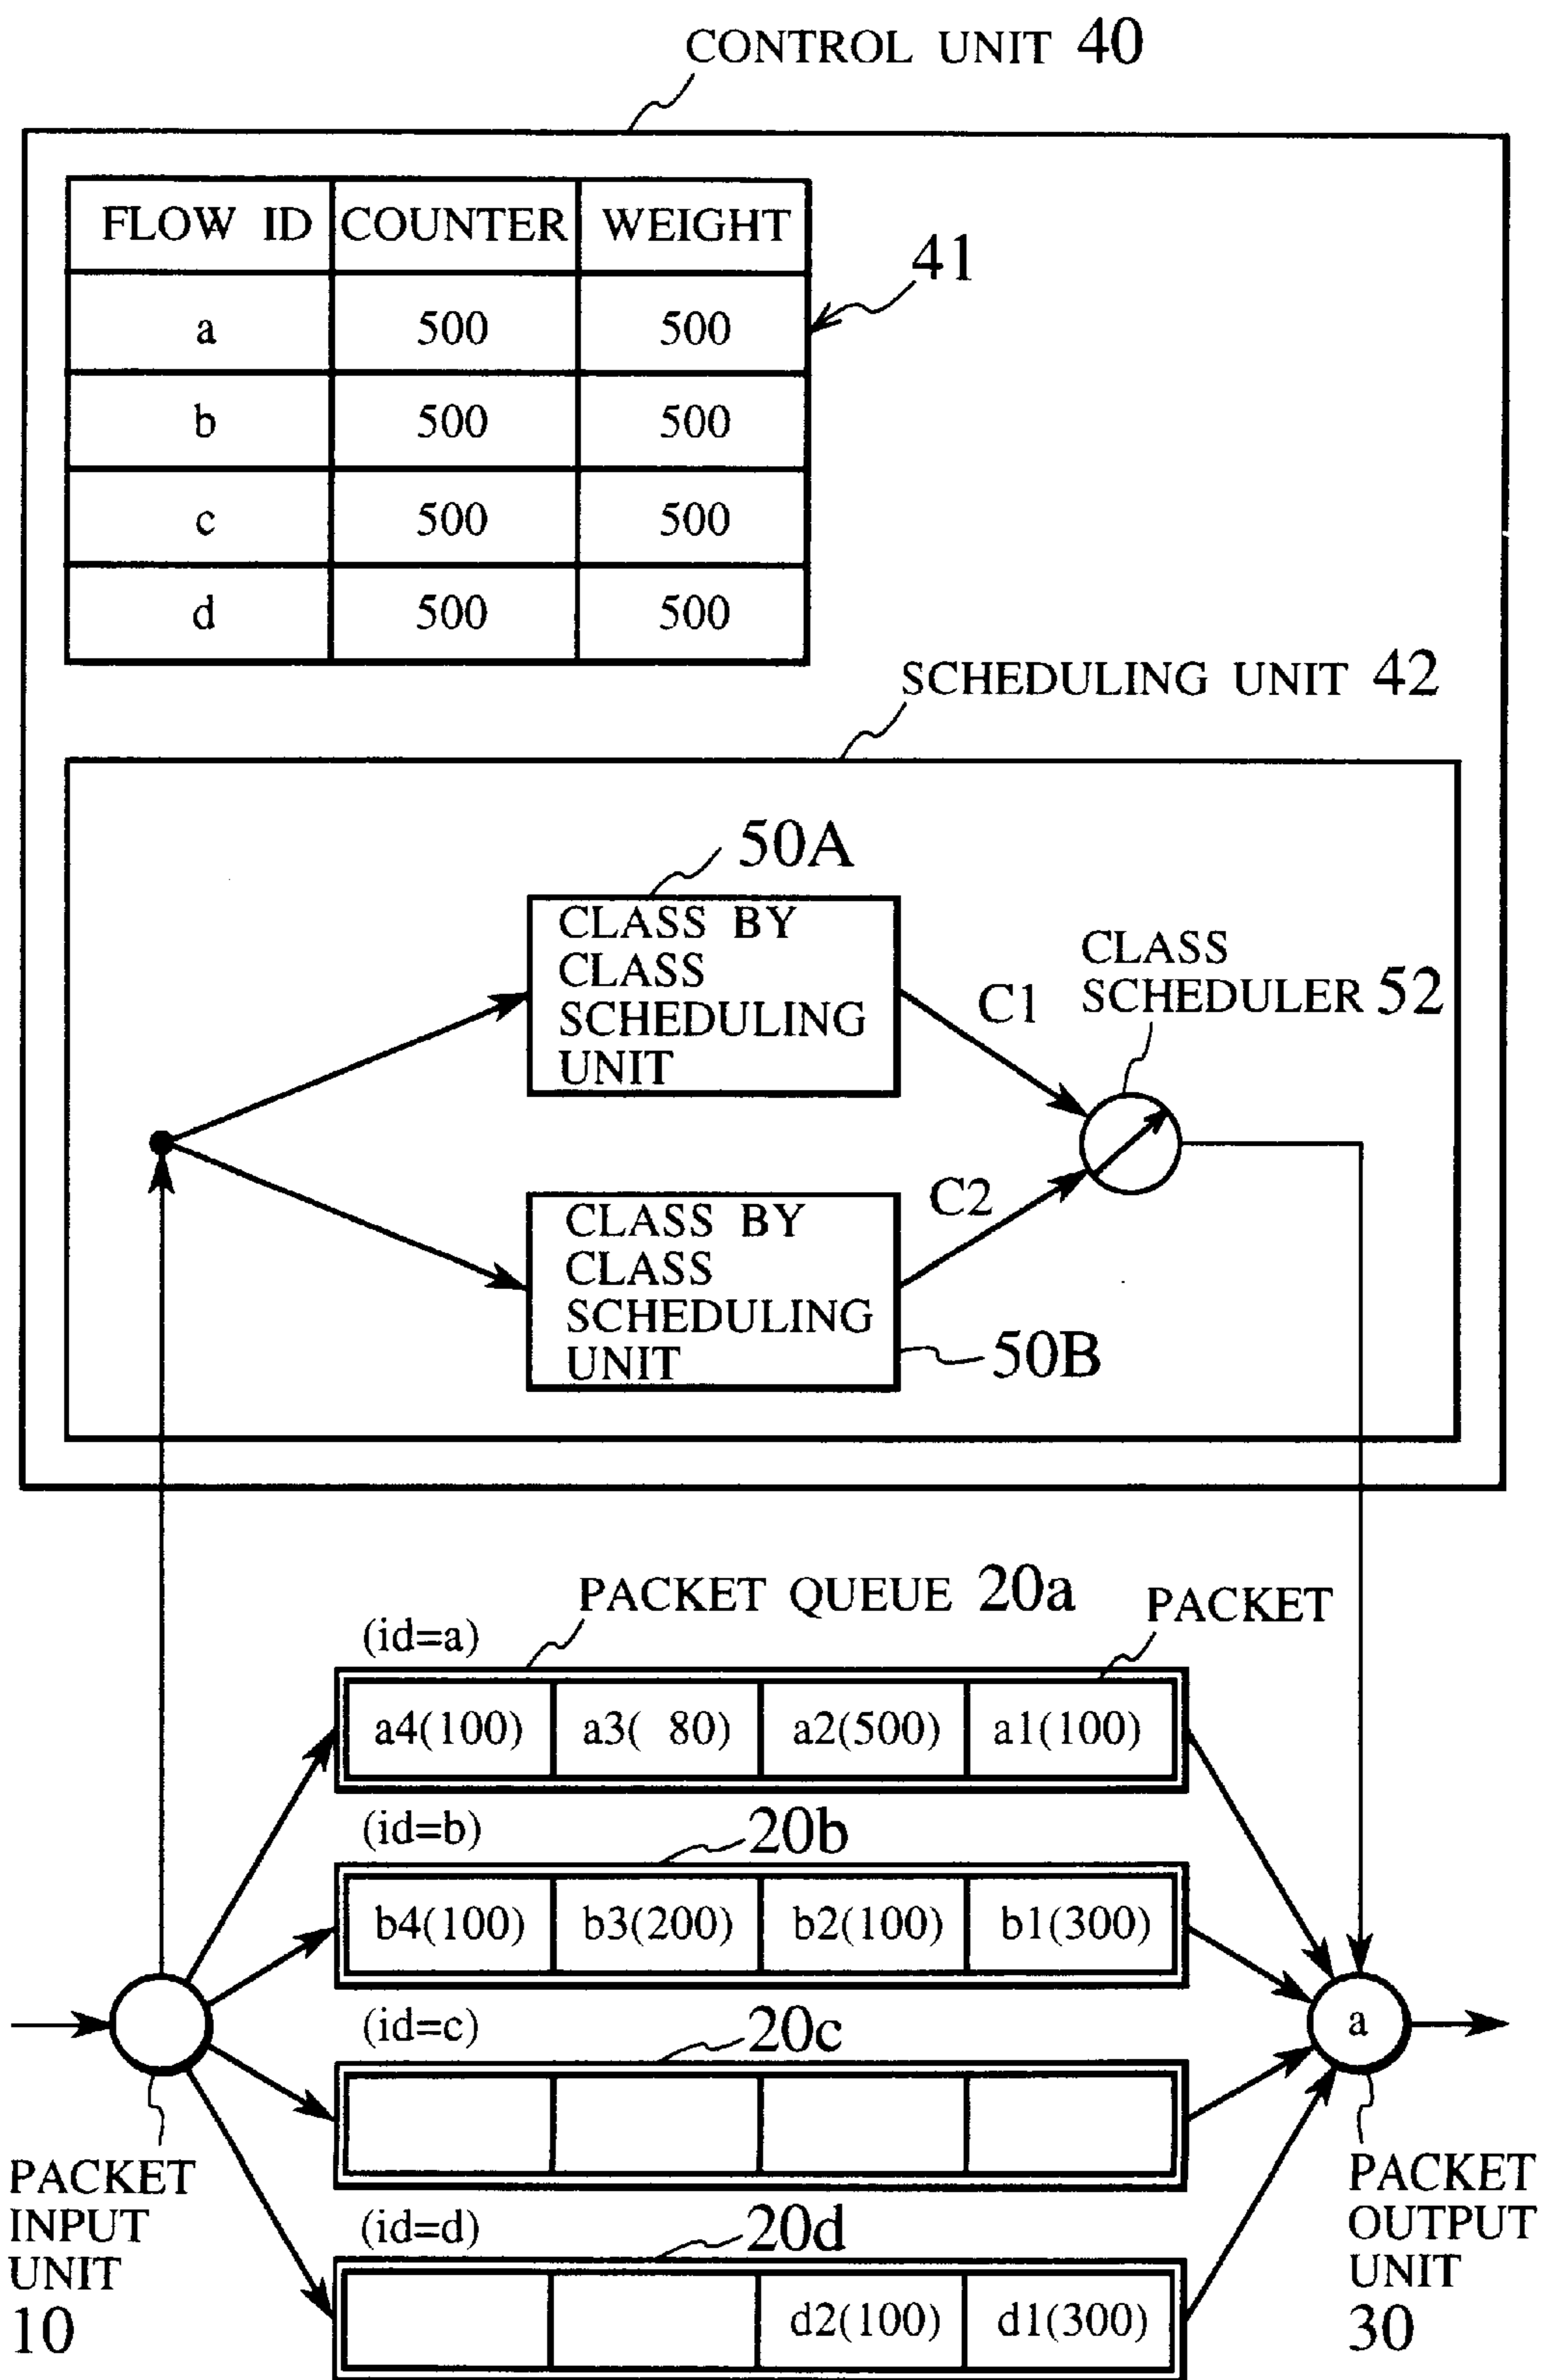 CONTROL UNIT 40
FLOW ID COUNTER WEIGHT
a 500 500
b 500 500
c 500 500
d 500 500
41
SCHEDULING UNIT 42
50A
CLASS BY
CLASS
SCHEDULING
UNIT
C1
CLASS
SCHEDULER 52
C2
CLASS BY
CLASS
SCHEDULING
UNIT
50B
PACKET QUEUE 20a
PACKET
(id=a)
a4(100) a3( 80) a2(500) a1(100)
(id=b)
20b
b4(100) b3(200) b2(100) b1(300)
(id=c)
20c
a
(id=d)
20d
d2(100) d1(300)
PACKET
INPUT
UNIT
10
PACKET
OUTPUT
UNIT
30